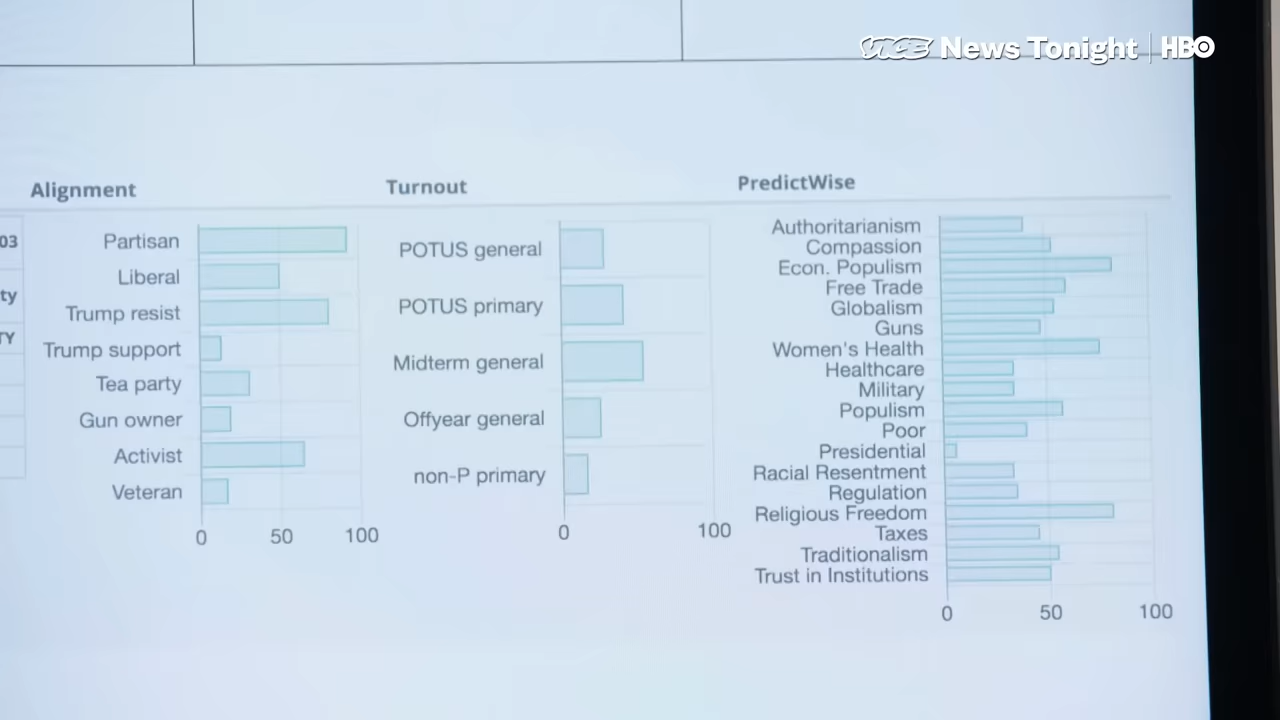 VICE News Tonight | HBO
Alignment
Turnout
PredictWise
03
ty
TY
Partisan
Liberal
Trump resist
Trump support
Tea party
Gun owner
Activist
Veteran
0 50 100
POTUS general
POTUS primary
Midterm general
Offyear general
non-P primary
0 100
Authoritarianism
Compassion
Econ. Populism
Free Trade
Globalism
Guns
Women's Health
Healthcare
Military
Populism
Poor
Presidential
Racial Resentment
Regulation
Religious Freedom
Taxes
Traditionalism
Trust in Institutions
0 50 100